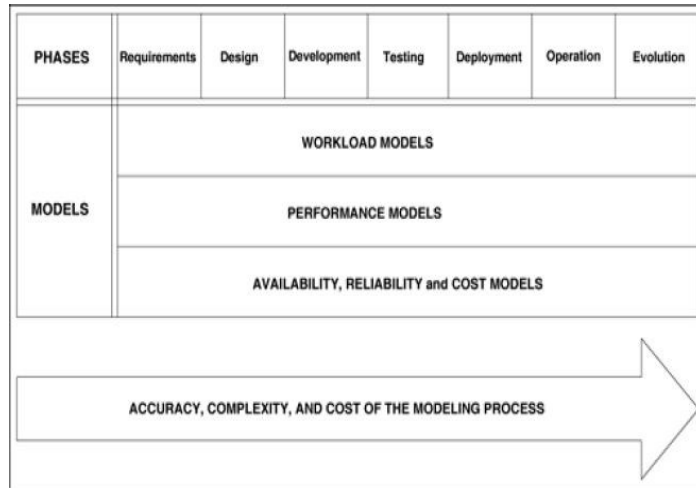 PHASES Requirements Design Development Testing Deployment Operation Evolution
WORKLOAD MODELS
MODELS PERFORMANCE MODELS
AVAILABILITY, RELIABILITY and COST MODELS
ACCURACY, COMPLEXITY, AND COST OF THE MODELING PROCESS